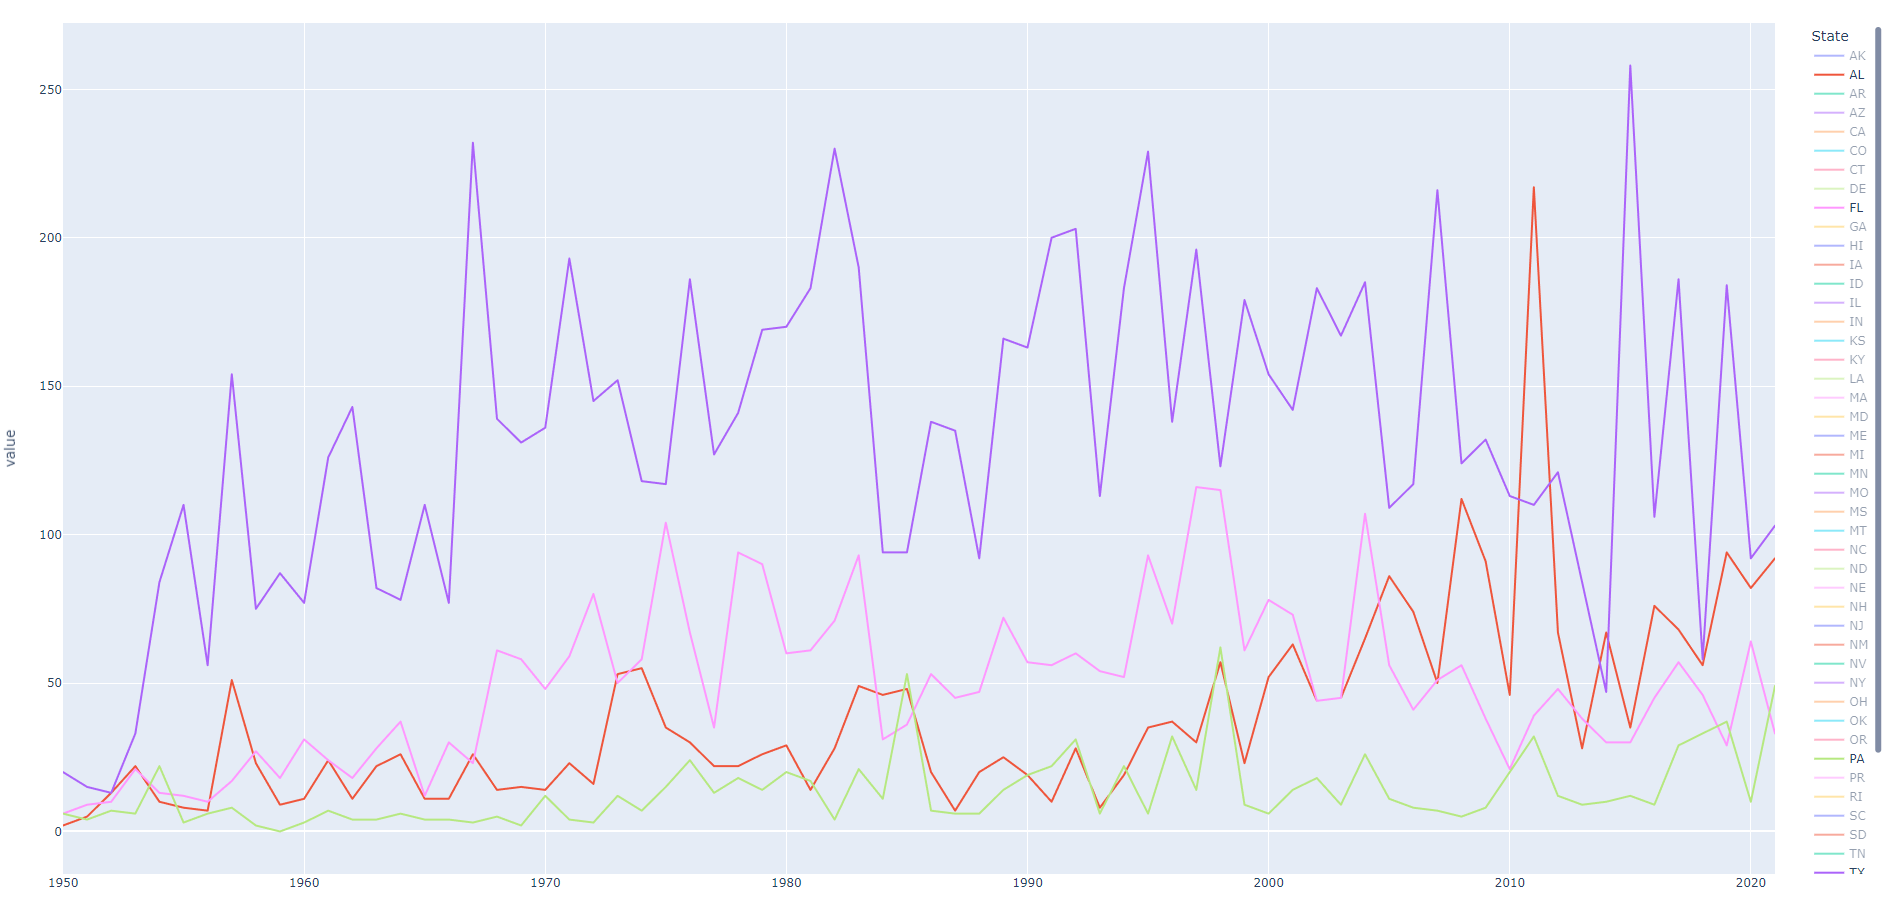 State
AK
AL
AR
AZ
CA
CO
CT
DE
FL
GA
HI
IA
ID
IL
IN
KS
KY
LA
MA
MD
ME
MI
MN
MO
MS
MT
NC
ND
NE
NH
NJ
NM
NV
NY
OH
OK
OR
PA
PR
RI
SC
SD
TN
TX
250
200
150
100
50
0
value
1950 1960 1970 1980 1990 2000 2010 2020